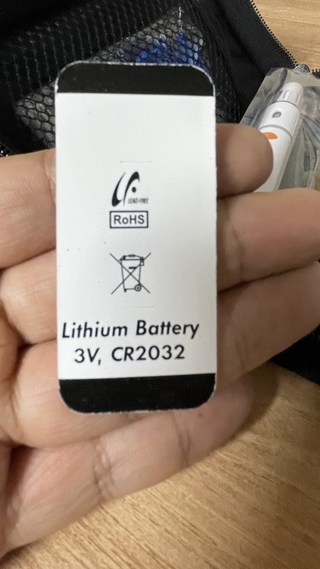 LEAD-FREE
RoHS
Lithium Battery
3V, CR2032